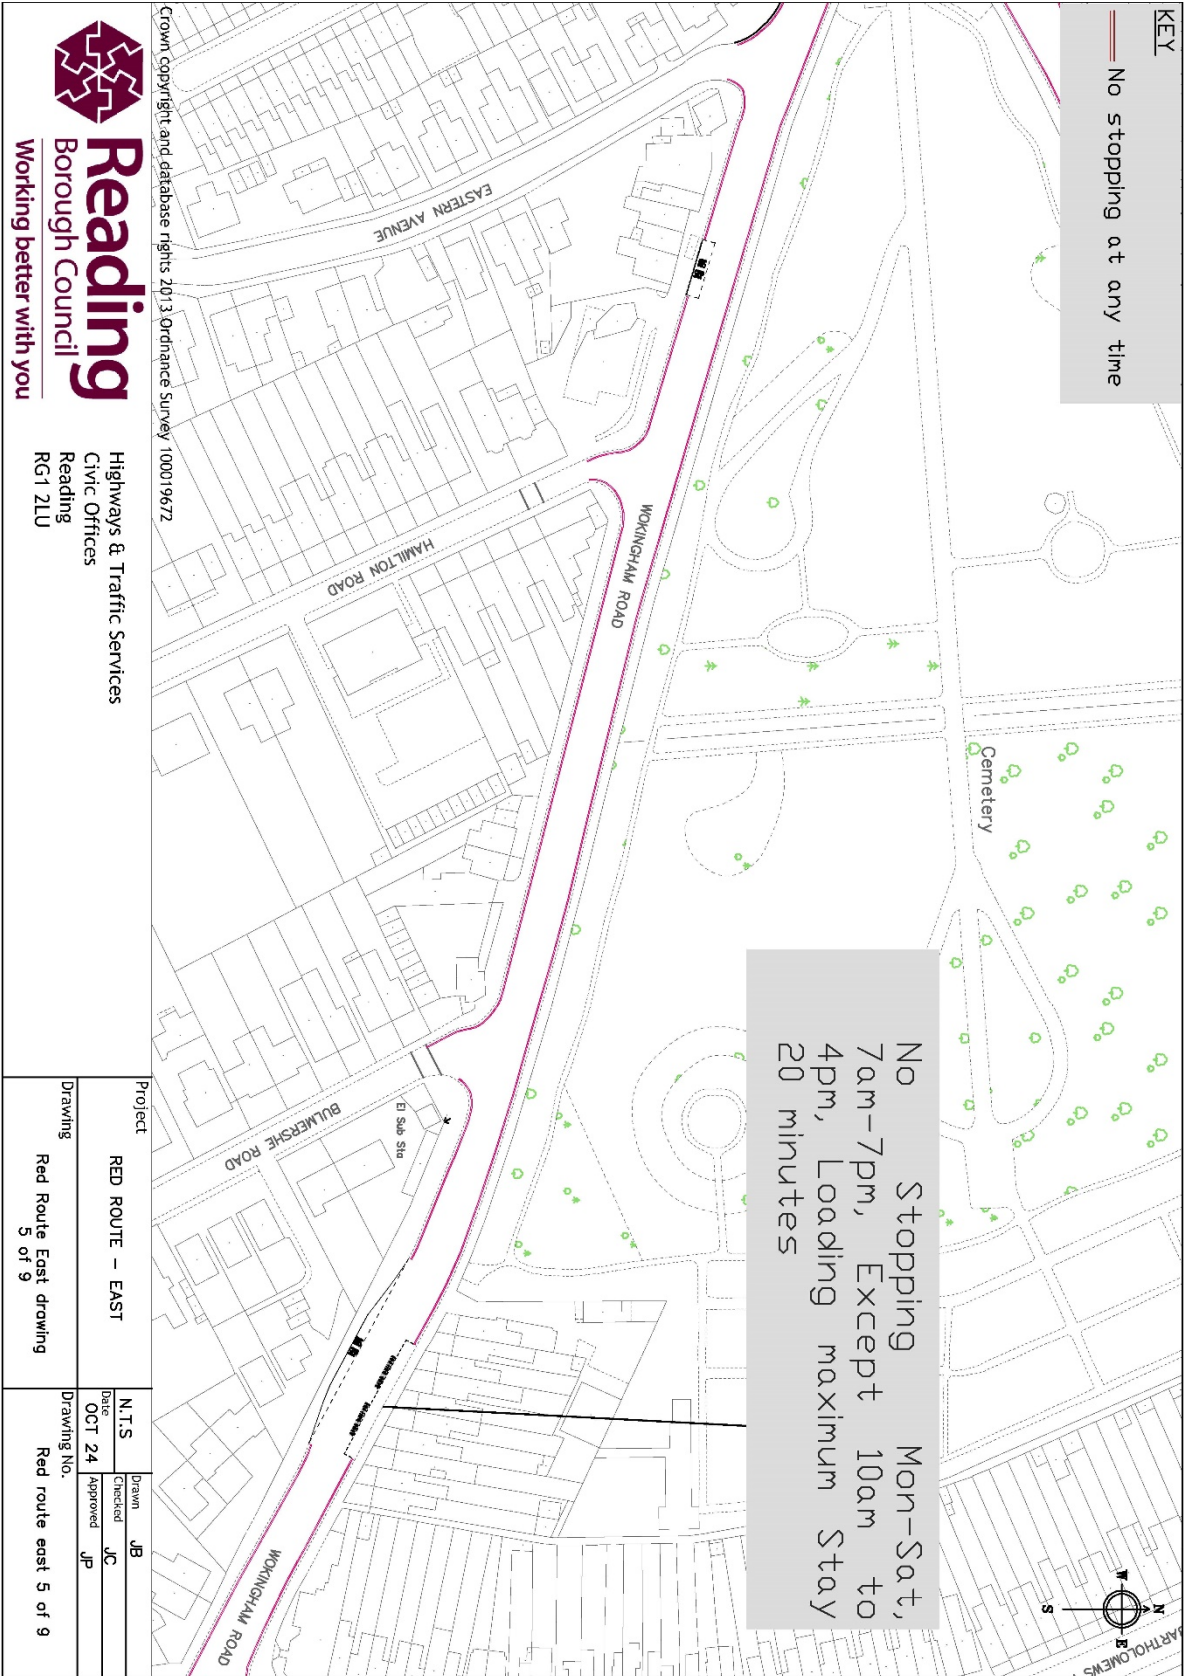 KEY
No stopping at any time
Cemetery
No Stopping Mon-Sat,
7am-7pm, Except 10am to
4pm, Loading maximum Stay
20 minutes
W
N
E
S
BARTHOLOMEWS
EASTERN AVENUE
WOKINGHAM ROAD
HAMILTON ROAD
BULMERSHE ROAD
El Sub Sta
WOKINGHAM ROAD
Crown copyright and database rights 2013 Ordnance Survey 100019672
Reading
Borough Council
Working better with you
Highways & Traffic Services
Civic Offices
Reading
RG1 2LU
Project
RED ROUTE - EAST
Drawing
Red Route East drawing
5 of 9
N.T.S
Date
OCT 24
Drawn JB
Checked JC
Approved JP
Drawing No.
Red route east 5 of 9